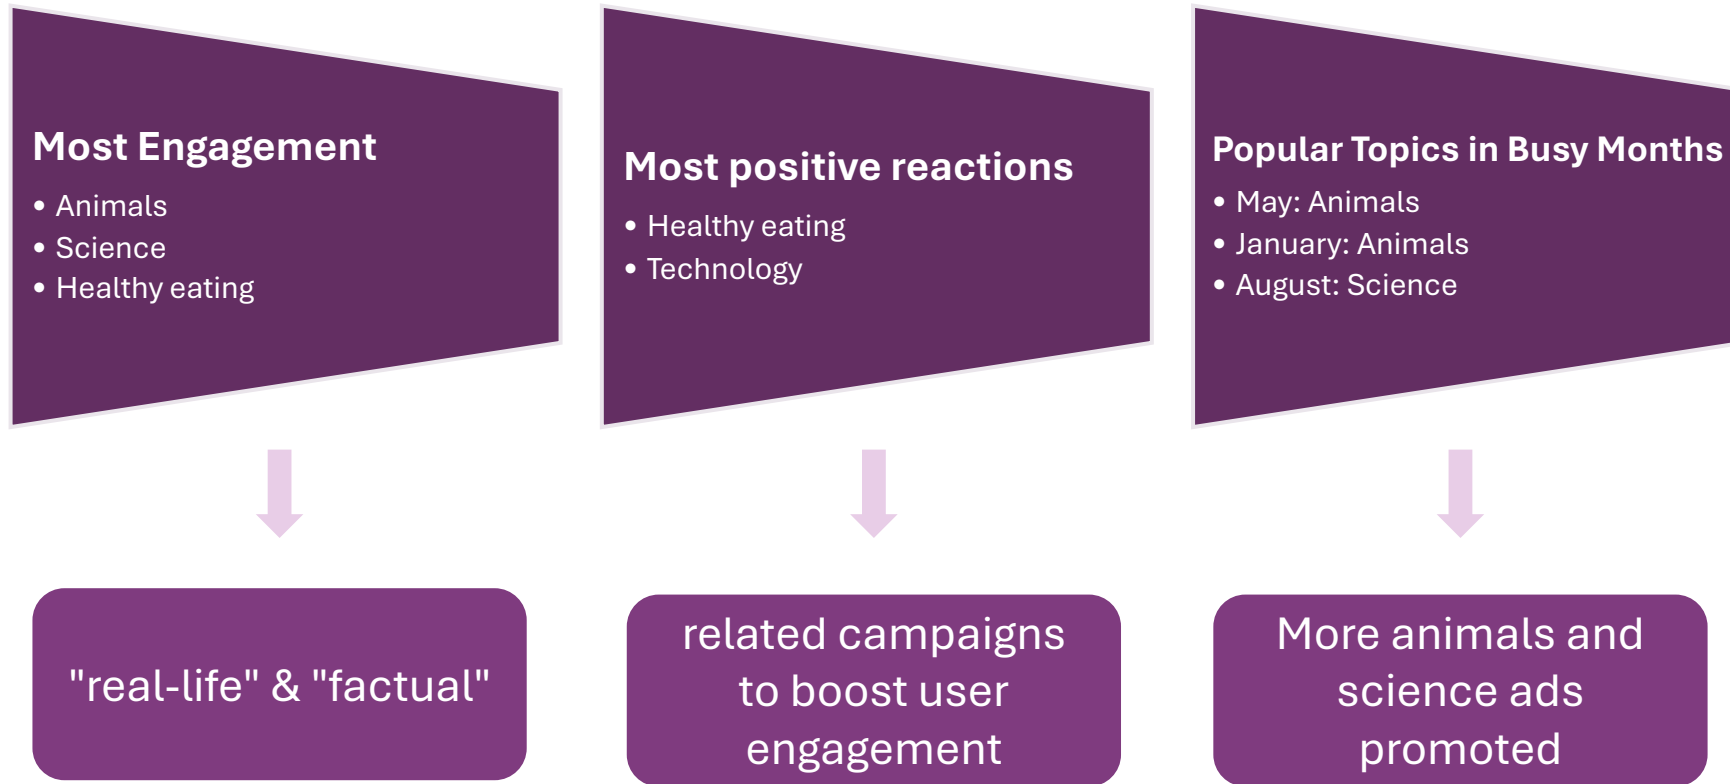 Most Engagement
• Animals
• Science
• Healthy eating
Most positive reactions
• Healthy eating
• Technology
Popular Topics in Busy Months
• May: Animals
• January: Animals
• August: Science
"real-life" & "factual"
related campaigns
to boost user
engagement
More animals and
science ads
promoted